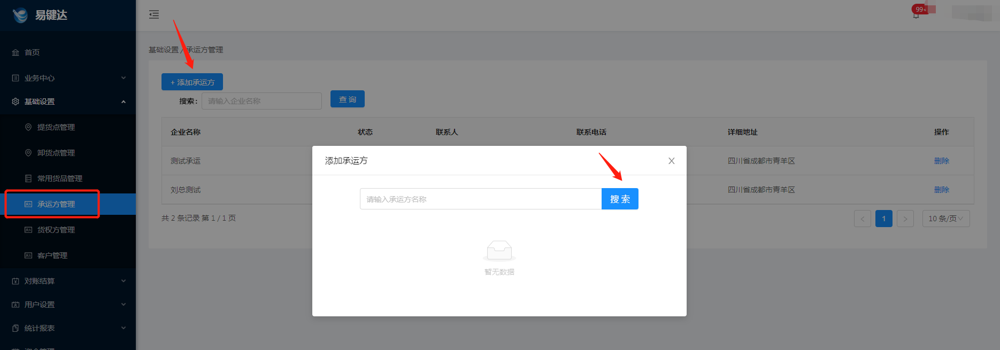 易键达
99+
首页
业务中心
基础设置
提货点管理
卸货点管理
常用货品管理
承运方管理
货权方管理
客户管理
对账结算
用户设置
统计报表
基础设置 / 承运方管理
+ 添加承运方
搜索: 请输入企业名称 查 询
企业名称 状态 联系人 联系电话 详细地址 操作
测试承运 四川省成都市青羊区 删除
刘总测试 四川省成都市青羊区 删除
共 2 条记录 第 1 / 1 页 < 1 > 10 条/页
添加承运方 X
请输入承运方名称 搜 索
暂无数据